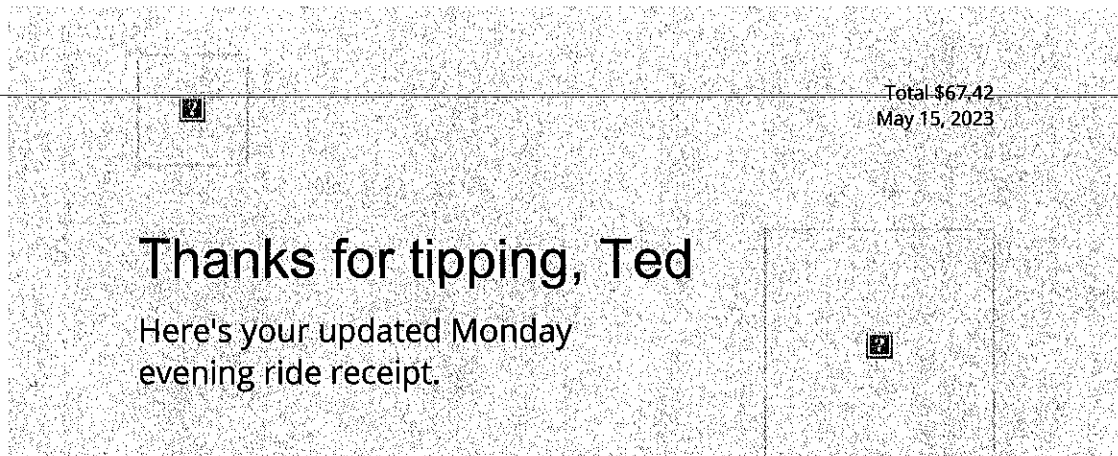 Total $67.42
May 15, 2023
Thanks for tipping, Ted
Here's your updated Monday
evening ride receipt.